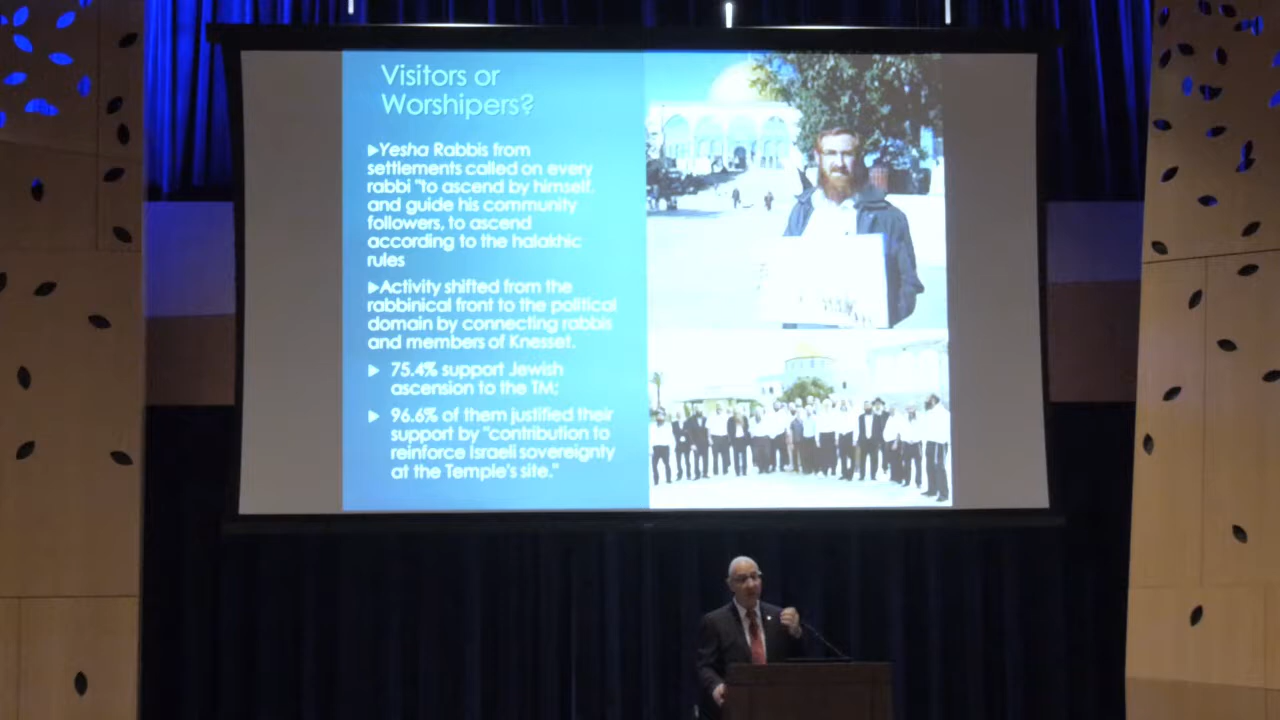 Visitors or
Worshipers?
▶Yesha Rabbis from
settlements called on every
rabbi "to ascend by himself,
and guide his community
followers, to ascend
according to the halakhic
rules
▶Activity shifted from the
rabbinical front to the political
domain by connecting rabbis
and members of Knesset.
▶ 75.4% support Jewish
ascension to the TM;
▶ 96.6% of them justified their
support by "contribution to
reinforce Israeli sovereignty
at the Temple's site."